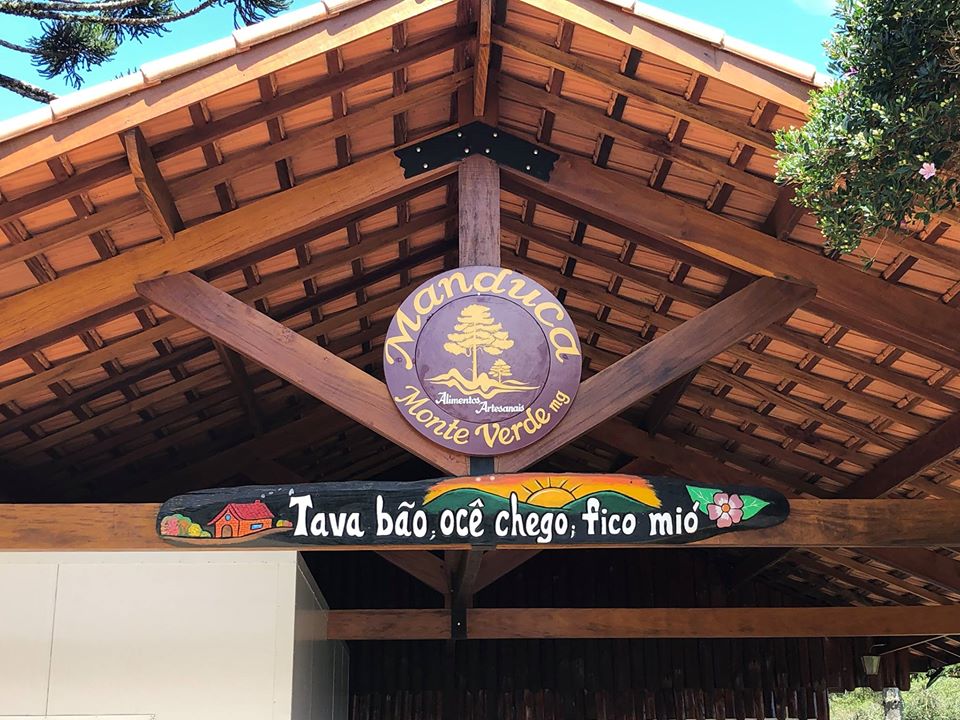 Manduca
Alimentos
Artesanais
Monte Verde mg
'Tava bão, ocê chego, fico mió